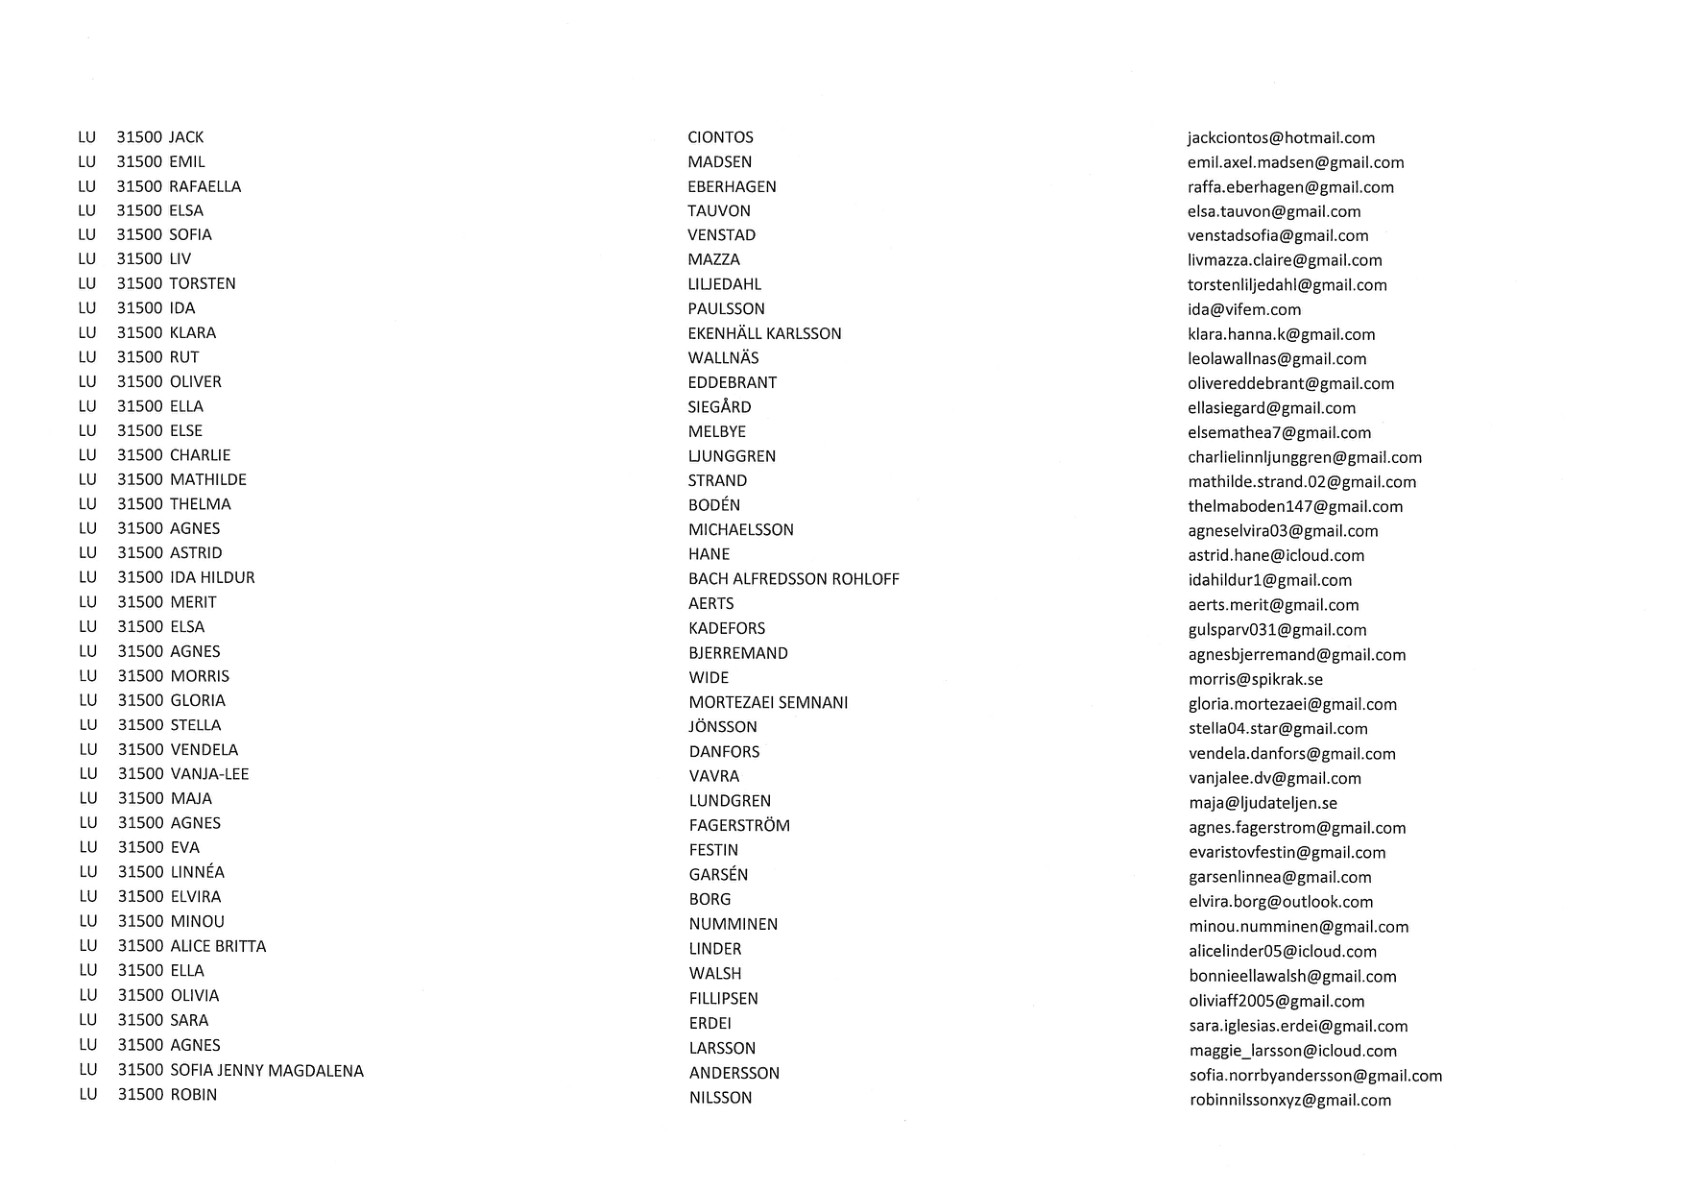 LU 31500 JACK CIONTOS jackciontos@hotmail.com
LU 31500 EMIL MADSEN emil.axel.madsen@gmail.com
LU 31500 RAFAELLA EBERHAGEN raffa.eberhagen@gmail.com
LU 31500 ELSA TAUVON elsa.tauvon@gmail.com
LU 31500 SOFIA VENSTAD venstadsofia@gmail.com
LU 31500 LIV MAZZA livmazza.claire@gmail.com
LU 31500 TORSTEN LILJEDAHL torstenliljedahl@gmail.com
LU 31500 IDA PAULSSON ida@vifem.com
LU 31500 KLARA EKENHÄLL KARLSSON klara.hanna.k@gmail.com
LU 31500 RUT WALLNÄS leolawallnas@gmail.com
LU 31500 OLIVER EDDEBRANT olivereddebrant@gmail.com
LU 31500 ELLA SIEGÅRD ellasiegard@gmail.com
LU 31500 ELSE MELBYE elsemathea7@gmail.com
LU 31500 CHARLIE LJUNGGREN charlielinnljunggren@gmail.com
LU 31500 MATHILDE STRAND mathilde.strand.02@gmail.com
LU 31500 THELMA BODÉN thelmaboden147@gmail.com
LU 31500 AGNES MICHAELSSON agneselvira03@gmail.com
LU 31500 ASTRID HANE astrid.hane@icloud.com
LU 31500 IDA HILDUR BACH ALFREDSSON ROHLOFF idahildur1@gmail.com
LU 31500 MERIT AERTS aerts.merit@gmail.com
LU 31500 ELSA KADEFORS gulsparv031@gmail.com
LU 31500 AGNES BJERREMAND agnesbjerremand@gmail.com
LU 31500 MORRIS WIDE morris@spikrak.se
LU 31500 GLORIA MORTEZAEI SEMNANI gloria.mortezaei@gmail.com
LU 31500 STELLA JÖNSSON stella04.star@gmail.com
LU 31500 VENDELA DANFORS vendela.danfors@gmail.com
LU 31500 VANJA-LEE VAVRA vanjalee.dv@gmail.com
LU 31500 MAJA LUNDGREN maja@ljudateljen.se
LU 31500 AGNES FAGERSTRÖM agnes.fagerstrom@gmail.com
LU 31500 EVA FESTIN evaristovfestin@gmail.com
LU 31500 LINNÉA GARSÉN garsenlinnea@gmail.com
LU 31500 ELVIRA BORG elvira.borg@outlook.com
LU 31500 MINOU NUMMINEN minou.numminen@gmail.com
LU 31500 ALICE BRITTA LINDER alicelinder05@icloud.com
LU 31500 ELLA WALSH bonnieellawalsh@gmail.com
LU 31500 OLIVIA FILLIPSEN oliviaff2005@gmail.com
LU 31500 SARA ERDEI sara.iglesias.erdei@gmail.com
LU 31500 AGNES LARSSON maggie_larsson@icloud.com
LU 31500 SOFIA JENNY MAGDALENA ANDERSSON sofia.norrbyandersson@gmail.com
LU 31500 ROBIN NILSSON robinnilssonxyz@gmail.com